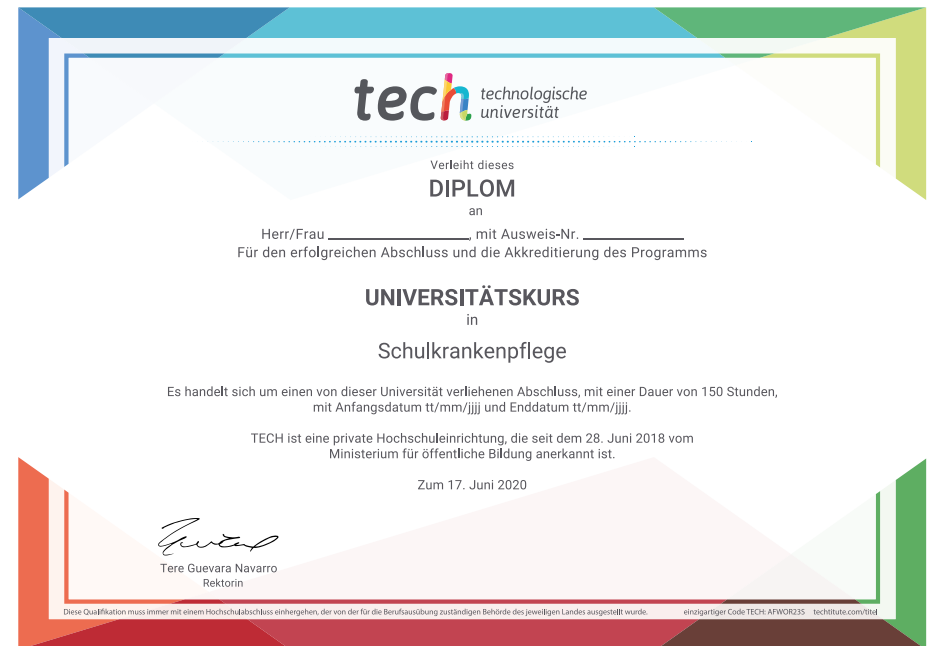 tech technologische
universität
Verleiht dieses
DIPLOM
an
Herr/Frau ____________________, mit Ausweis-Nr. ______________
Für den erfolgreichen Abschluss und die Akkreditierung des Programms
UNIVERSITÄTSKURS
in
Schulkrankenpflege
Es handelt sich um einen von dieser Universität verliehenen Abschluss, mit einer Dauer von 150 Stunden,
mit Anfangsdatum tt/mm/jjjj und Enddatum tt/mm/jjjj.
TECH ist eine private Hochschuleinrichtung, die seit dem 28. Juni 2018 vom
Ministerium für öffentliche Bildung anerkannt ist.
Zum 17. Juni 2020
Tere Guevara Navarro
Rektorin
Diese Qualifikation muss immer mit einem Hochschulabschluss einhergehen, der von der für die Berufsausübung zuständigen Behörde des jeweiligen Landes ausgestellt wurde. einzigartiger Code TECH: AFWOR23S techtitute.com/titel